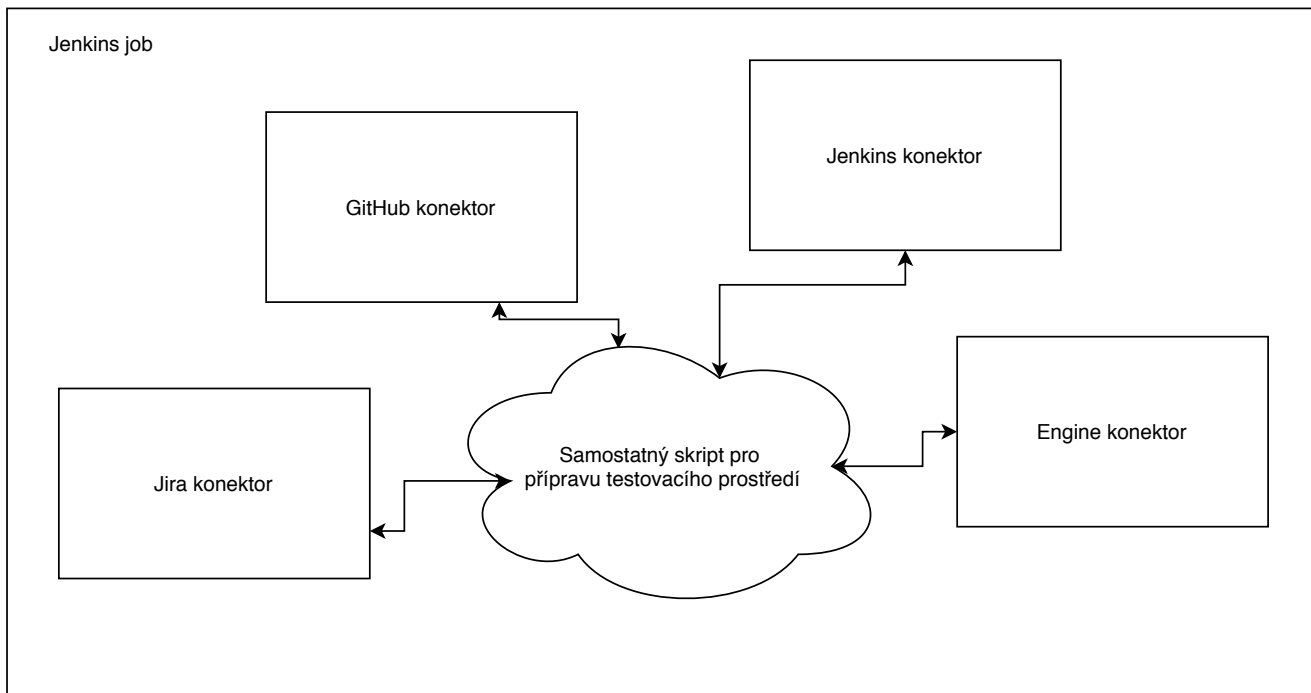 Jenkins job
Jenkins konektor
GitHub konektor
Engine konektor
Jira konektor
Samostatný skript pro
přípravu testovacího prostředí